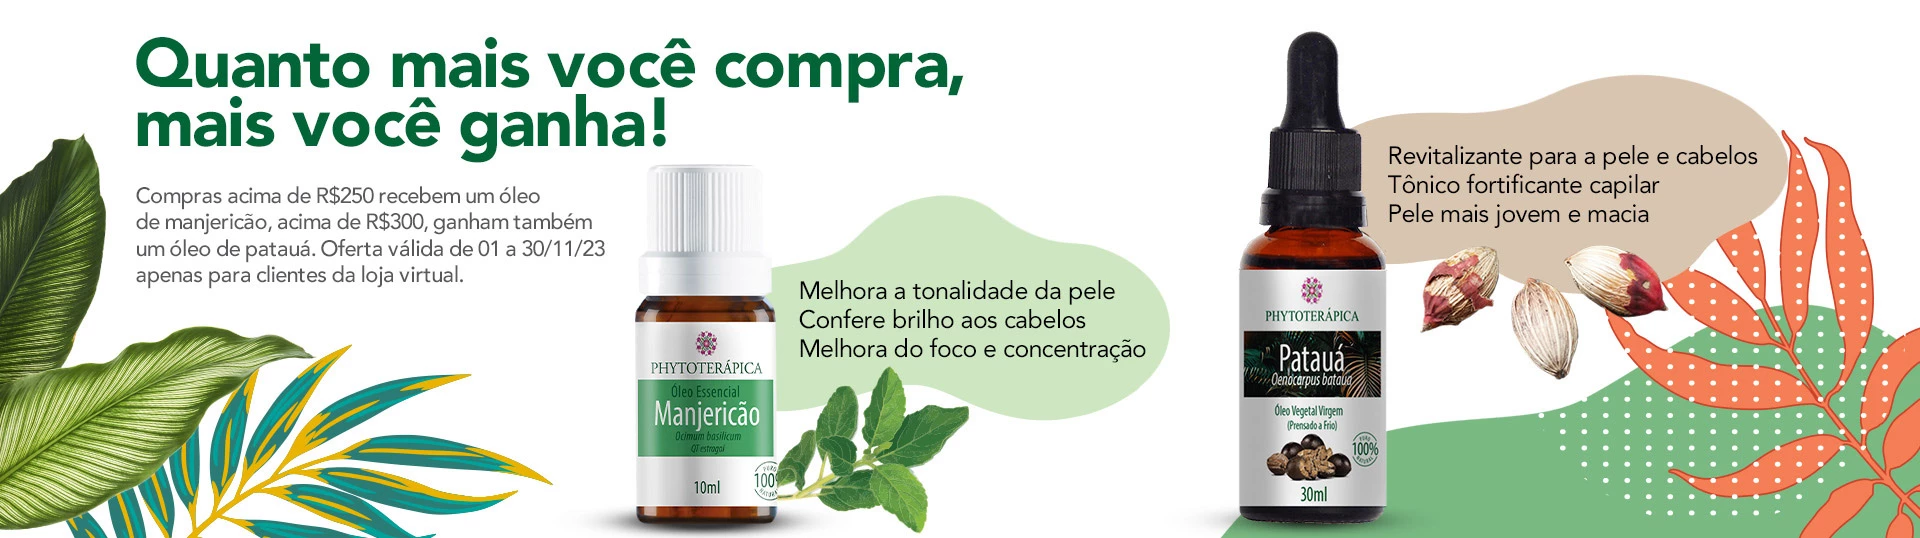 Quanto mais você compra,
mais você ganha!
Compras acima de R$250 recebem um óleo
de manjericão, acima de R$300, ganham também
um óleo de patauá. Oferta válida de 01 a 30/11/23
apenas para clientes da loja virtual.
PHYTOTERÁPICA
Óleo Essencial
Manjericão
Ocimum basilicum
QT estragol
10ml
PURO
100%
NATURAL
Melhora a tonalidade da pele
Confere brilho aos cabelos
Melhora do foco e concentração
PHYTOTERÁPICA
Patauá
Oenocarpus bataua
Óleo Vegetal Virgem
(Prensado a Frio)
PURO
100%
NATURAL
30ml
Revitalizante para a pele e cabelos
Tônico fortificante capilar
Pele mais jovem e macia